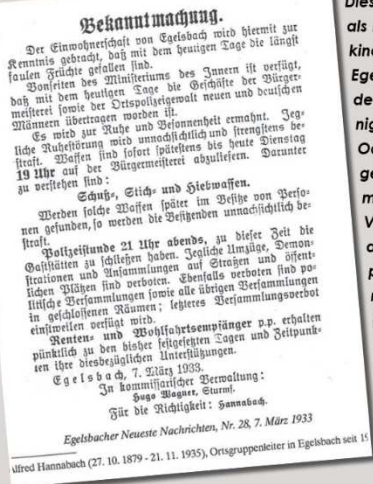 Bekanntmachung.
Der Einwohnerschaft von Egelsbach wird hiermit zur
Kenntnis gebracht, daß mit dem heutigen Tage die längst
faulen Früchte gefallen sind.
Vonseiten des Ministeriums des Innern ist verfügt,
daß mit dem heutigen Tage die Geschäfte der Bürger-
meisterei sowie der Ortspolizeigewalt neuen und deutschen
Männern übertragen worden ist.
Es wird zur Ruhe und Besonnenheit ermahnt. Jeg-
liche Ruhestörung wird unnachsichtlich und strengstens be-
straft. Waffen sind sofort spätestens bis heute Dienstag
19 Uhr auf der Bürgermeisterei abzuliefern. Darunter
zu verstehen sind:
Schuß-, Stich- und Hiebwaffen.
Werden solche Waffen später im Besitze von Perso-
nen gefunden, so werden die Besitzenden unnachsichtlich be-
straft.
Polizeistunde 21 Uhr abends, zu dieser Zeit die
Gaststätten zu schließen haben. Jegliche Umzüge, Demon-
strationen und Ansammlungen auf Straßen und öffent-
lichen Plätzen sind verboten. Ebenfalls verboten sind po-
litische Versammlungen sowie alle übrigen Versammlungen
in geschlossenen Räumen; letzteres Versammlungsverbot
einstweilen verfügt wird.
Renten- und Wohlfahrtsempfänger p.p. erhalten
pünktlich zu den bisher festgesetzten Tagen und Zeitpunk-
ten ihre diesbezüglichen Unterstützungen.
Egelsbach, 7. März 1933.
In kommissarischer Verwaltung:
Hugo Wagner, Sturmf.
Für die Richtigkeit: Hannabach.
Egelsbacher Neueste Nachrichten, Nr. 28, 7. März 1933
Alfred Hannabach (27. 10. 1879 - 21. 11. 1935), Ortsgruppenleiter in Egelsbach seit 19
Dies
als
kind
Ege
de
nig
Oc
ge
m
V